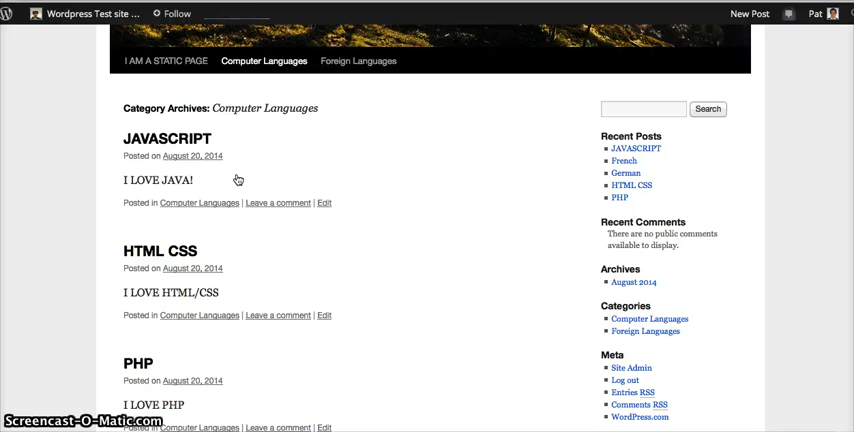 Wordpress Test site ... Follow New Post Pat
I AM A STATIC PAGE Computer Languages Foreign Languages
Category Archives: Computer Languages
JAVASCRIPT
Posted on August 20, 2014
I LOVE JAVA!
Posted in Computer Languages | Leave a comment | Edit
HTML CSS
Posted on August 20, 2014
I LOVE HTML/CSS
Posted in Computer Languages | Leave a comment | Edit
PHP
Posted on August 20, 2014
I LOVE PHP
Posted in Computer Languages | Leave a comment | Edit
Search
Recent Posts
JAVASCRIPT
French
German
HTML CSS
PHP
Recent Comments
There are no public comments
available to display.
Archives
August 2014
Categories
Computer Languages
Foreign Languages
Meta
Site Admin
Log out
Entries RSS
Comments RSS
WordPress.com
Screencast-O-Matic.com